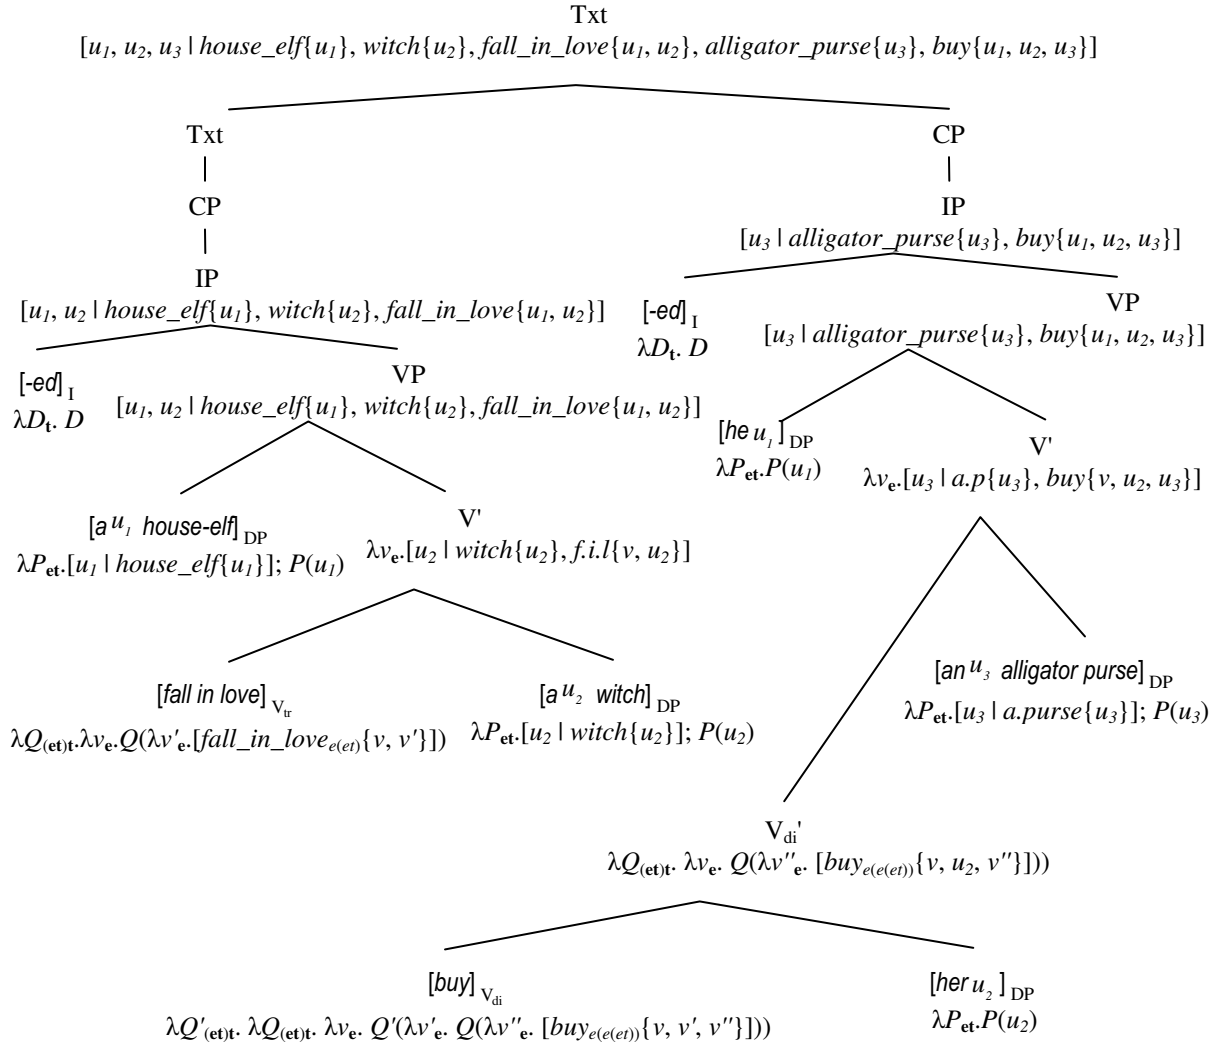 Txt
[u₁, u₂, u₃ | house_elf{u₁}, witch{u₂}, fall_in_love{u₁, u₂}, alligator_purse{u₃}, buy{u₁, u₂, u₃}]
Txt
CP
CP
IP
IP
[u₃ | alligator_purse{u₃}, buy{u₁, u₂, u₃}]
[u₁, u₂ | house_elf{u₁}, witch{u₂}, fall_in_love{u₁, u₂}]
[-ed] I
λDt. D
VP
[u₃ | alligator_purse{u₃}, buy{u₁, u₂, u₃}]
[-ed] I
λDt. D
VP
[u₁, u₂ | house_elf{u₁}, witch{u₂}, fall_in_love{u₁, u₂}]
[he u₁ ] DP
λPet.P(u₁)
V'
λve.[u₃ | a.p{u₃}, buy{v, u₂, u₃}]
[a u₁ house-elf] DP
λPet.[u₁ | house_elf{u₁}]; P(u₁)
V'
λve.[u₂ | witch{u₂}, f.i.l{v, u₂}]
[fall in love] Vtr
λQ(et)t.λve.Q(λv'e.[fall_in_lovee(et){v, v'}])
[a u₂ witch] DP
λPet.[u₂ | witch{u₂}]; P(u₂)
[an u₃ alligator purse] DP
λPet.[u₃ | a.purse{u₃}]; P(u₃)
Vdi'
λQ(et)t. λve. Q(λv''e. [buye(e(et)){v, u₂, v''}]))
[buy] Vdi
λQ'(et)t. λQ(et)t. λve. Q'(λv'e. Q(λv''e. [buye(e(et)){v, v', v''}]))
[her u₂ ] DP
λPet.P(u₂)